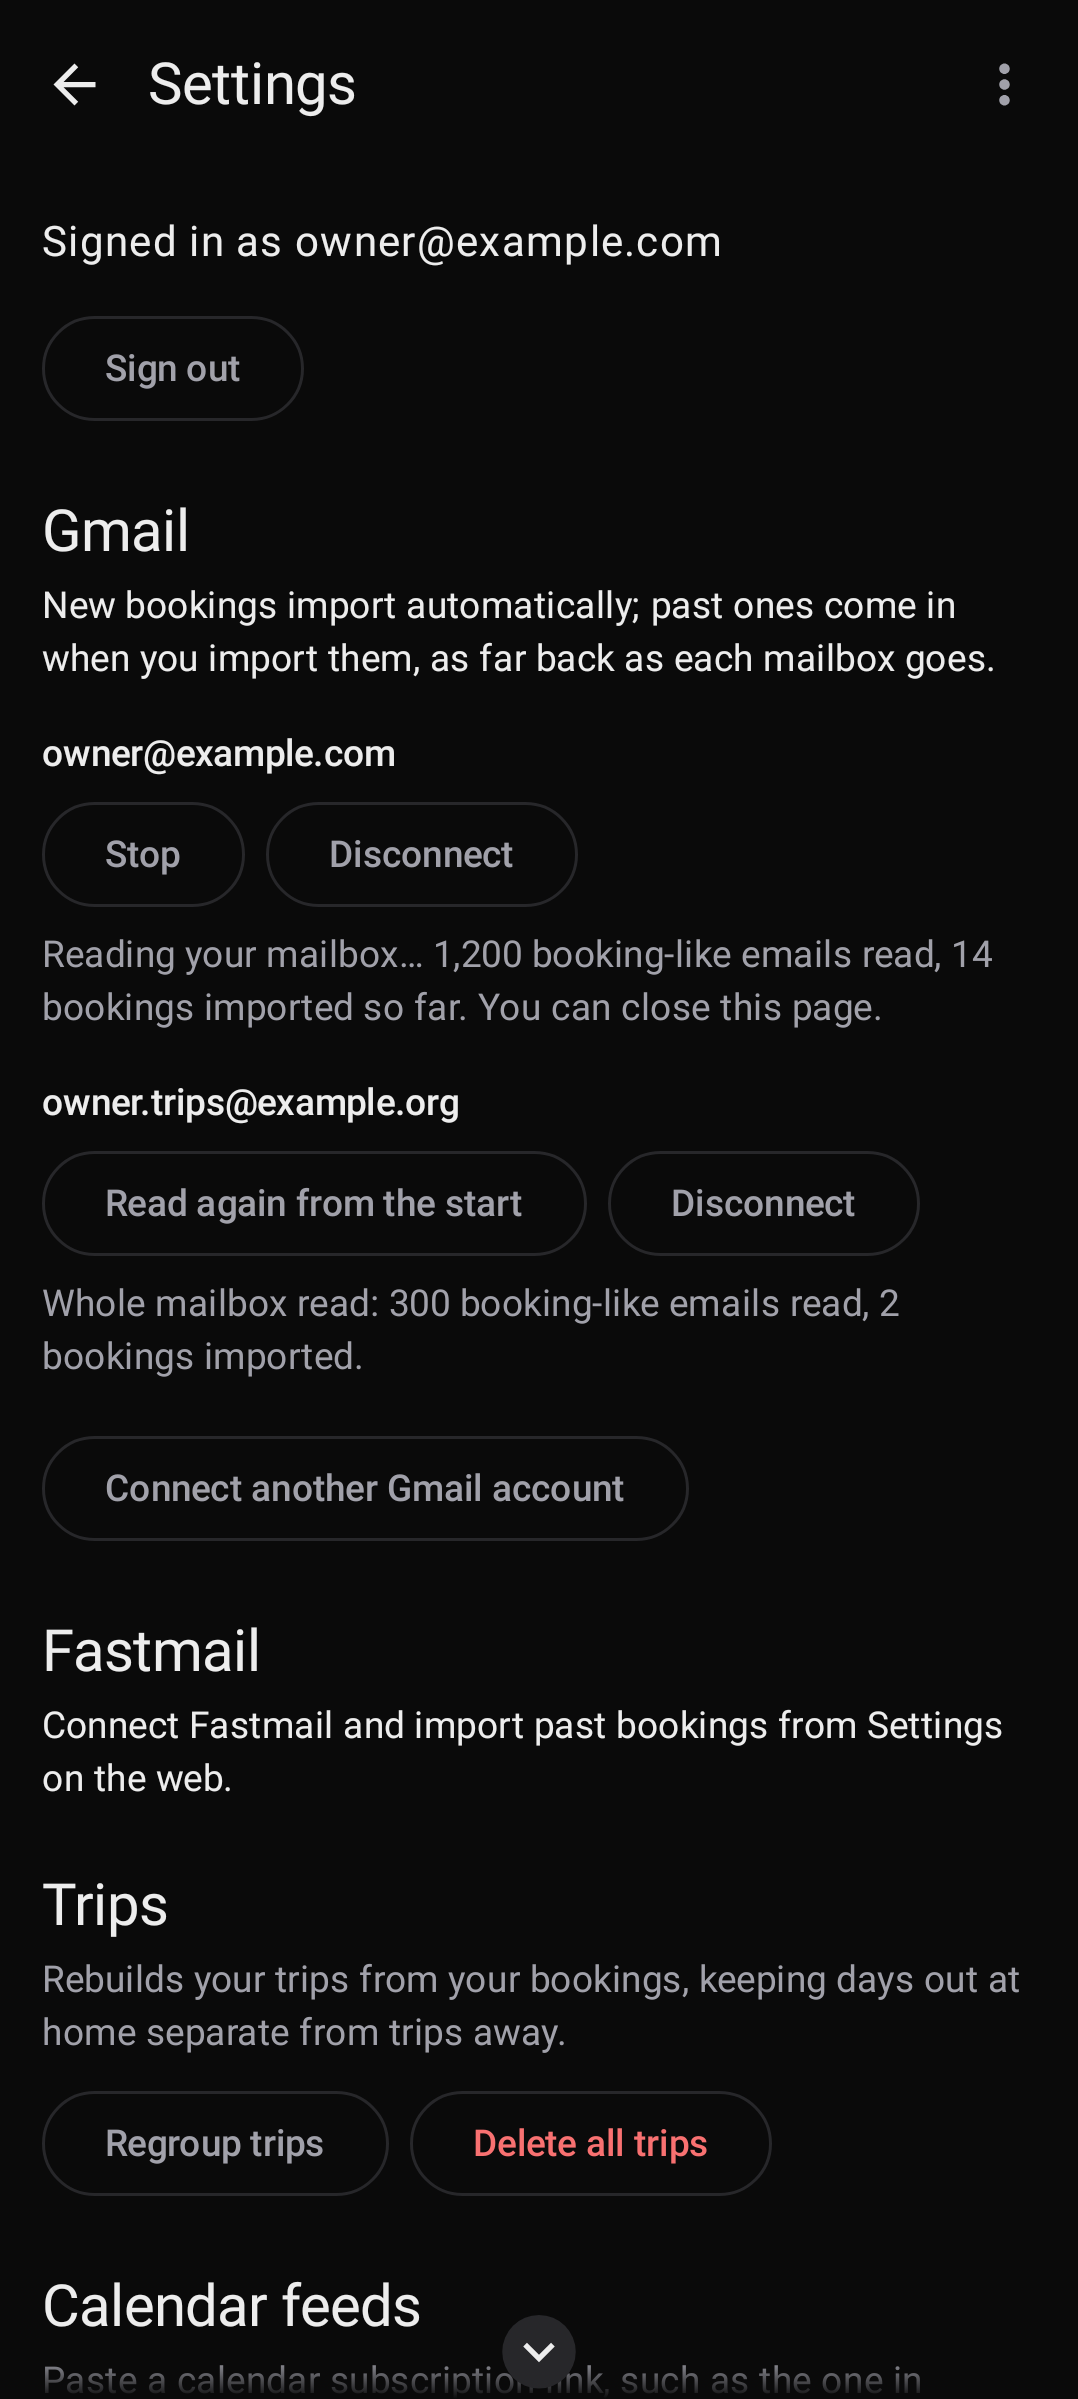 Settings
Signed in as owner@example.com
Sign out
Gmail
New bookings import automatically; past ones come in
when you import them, as far back as each mailbox goes.
owner@example.com
Stop
Disconnect
Reading your mailbox… 1,200 booking-like emails read, 14
bookings imported so far. You can close this page.
owner.trips@example.org
Read again from the start
Disconnect
Whole mailbox read: 300 booking-like emails read, 2
bookings imported.
Connect another Gmail account
Fastmail
Connect Fastmail and import past bookings from Settings
on the web.
Trips
Rebuilds your trips from your bookings, keeping days out at
home separate from trips away.
Regroup trips
Delete all trips
Calendar feeds
Paste a calendar subscription link, such as the one in